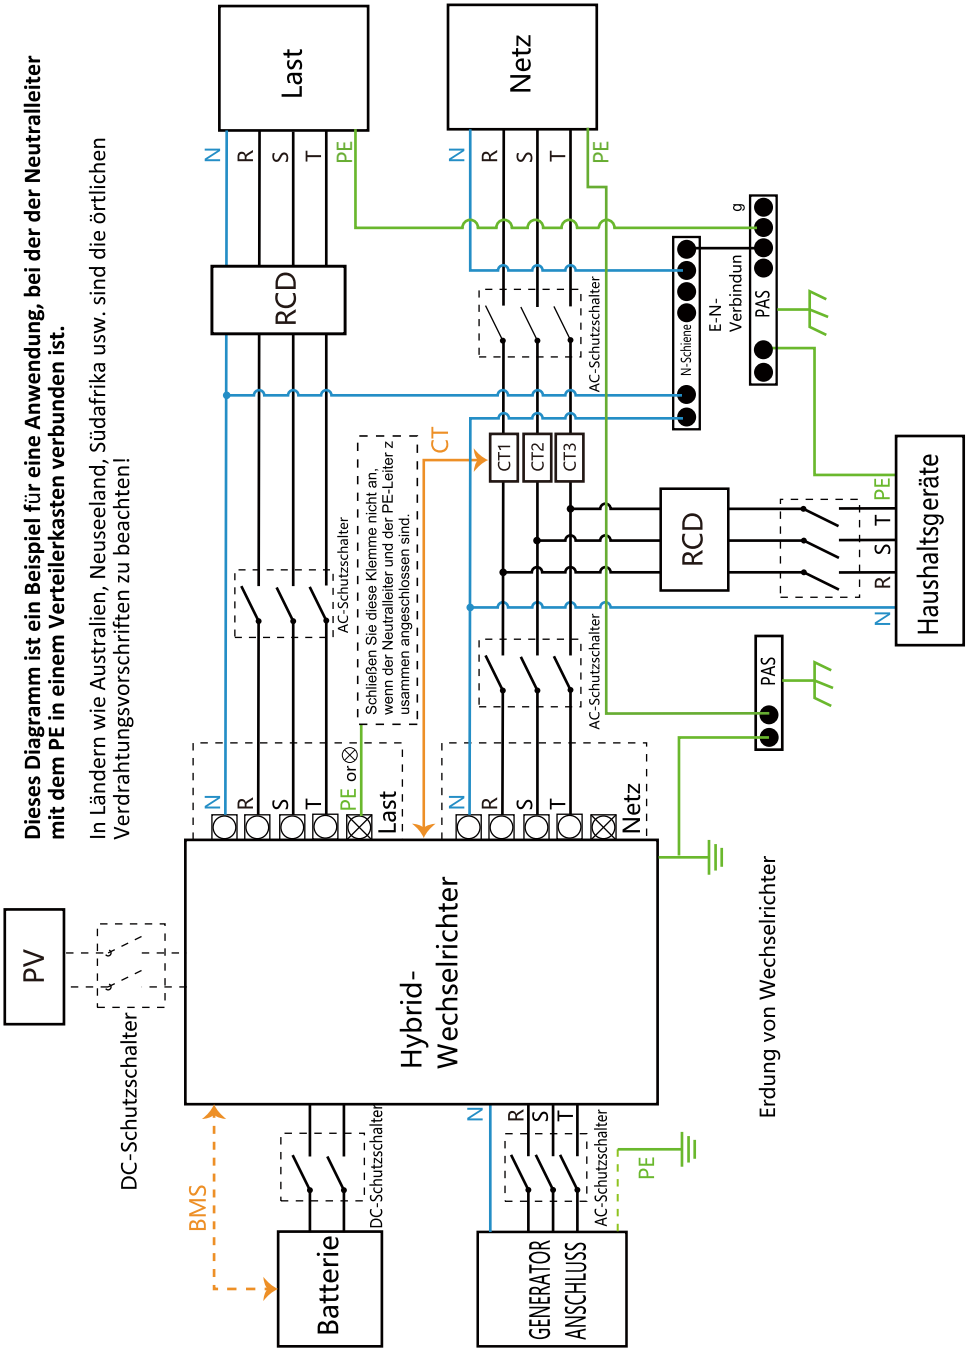 Dieses Diagramm ist ein Beispiel für eine Anwendung, bei der der Neutralleiter
mit dem PE in einem Verteilerkasten verbunden ist.
In Ländern wie Australien, Neuseeland, Südafrika usw. sind die örtlichen
Verdrahtungsvorschriften zu beachten!
PV
DC-Schutzschalter
BMS
Batterie
DC-Schutzschalter
Hybrid-
Wechselrichter
N
R
S
T
PE or
Last
AC-Schutzschalter
RCD
N
R
S
T
PE
Last
Schließen Sie diese Klemme nicht an,
wenn der Neutralleiter und der PE-Leiter z
usammen angeschlossen sind.
CT
N
R
S
T
Netz
AC-Schutzschalter
CT1
CT2
CT3
AC-Schutzschalter
N
R
S
T
PE
Netz
N-Schiene
E-N-
Verbindun
g
PAS
RCD
N
R
S
T
PE
Haushaltsgeräte
PAS
N
R
S
T
AC-Schutzschalter
PE
GENERATOR
ANSCHLUSS
Erdung von Wechselrichter